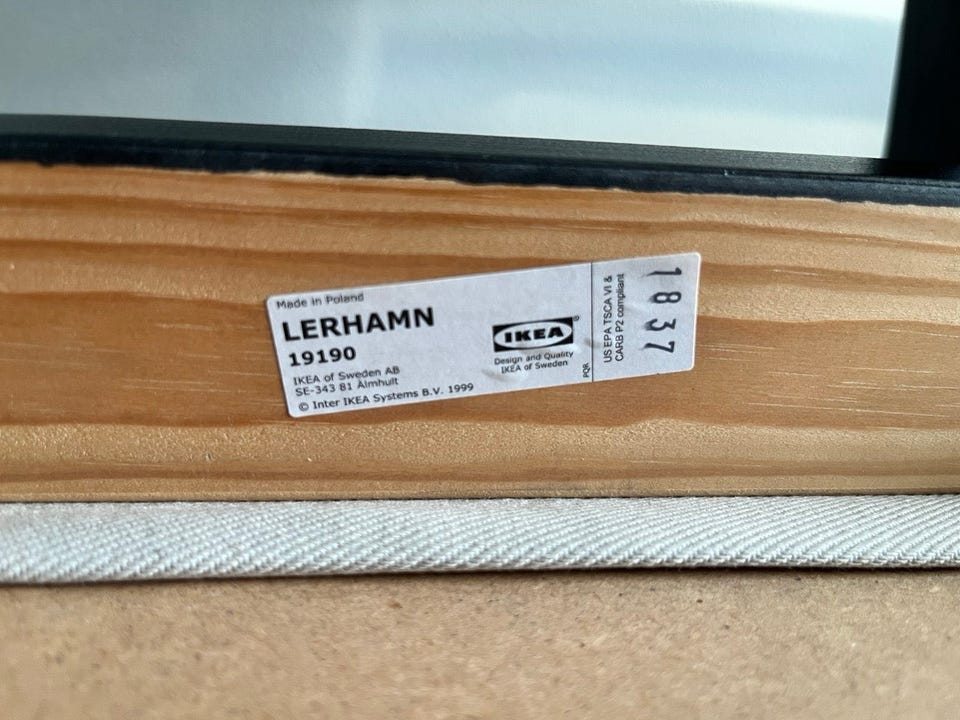 Made in Poland
LERHAMN
19190
IKEA of Sweden AB
SE-343 81 Älmhult
© Inter IKEA Systems B.V. 1999
IKEA®
Design and Quality
IKEA of Sweden
PQR
US EPA TSCA VI &
CARB P2 compliant
1837